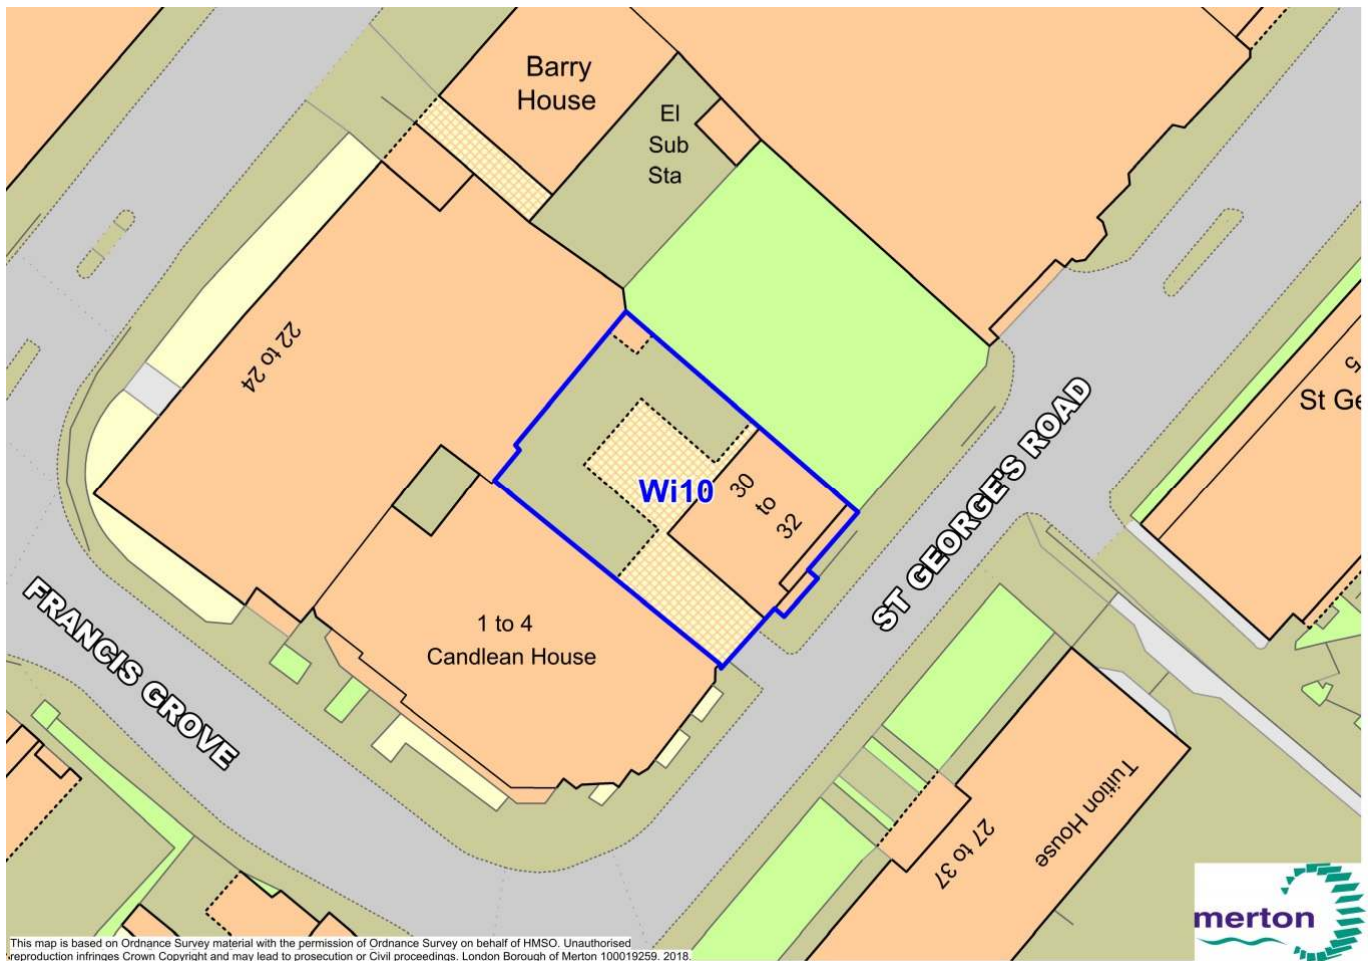 Barry
House
El
Sub
Sta
22 to 24
Wi10
30
to
32
ST GEORGE'S ROAD
5
St Ge
1 to 4
Candlean House
FRANCIS GROVE
Tuition House
27 to 37
merton
This map is based on Ordnance Survey material with the permission of Ordnance Survey on behalf of HMSO. Unauthorised
reproduction infringes Crown Copyright and may lead to prosecution or Civil proceedings. London Borough of Merton 100019259. 2018.